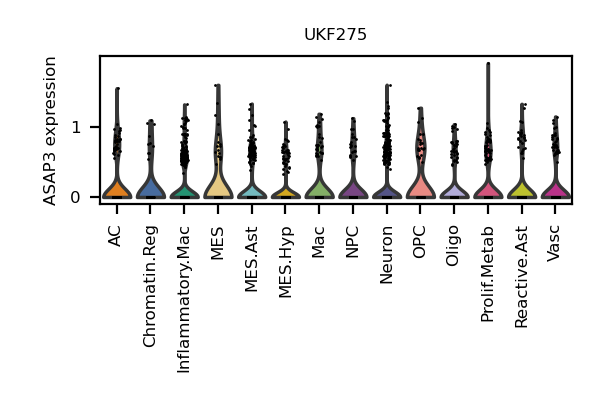 UKF275
ASAP3 expression
1
0
AC
Chromatin.Reg
Inflammatory.Mac
MES
MES.Ast
MES.Hyp
Mac
NPC
Neuron
OPC
Oligo
Prolif.Metab
Reactive.Ast
Vasc